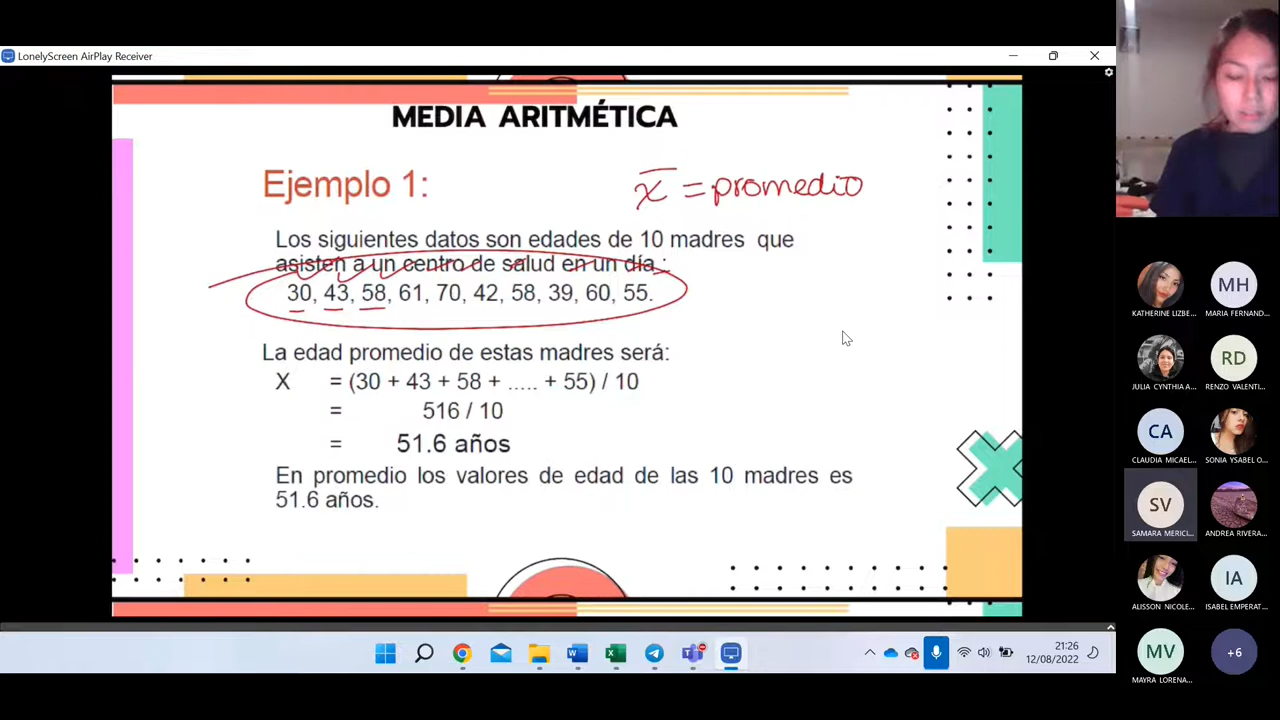 LonelyScreen AirPlay Receiver
MEDIA ARITMÉTICA
Ejemplo 1:
x̄ = promedio
Los siguientes datos son edades de 10 madres que
asisten a un centro de salud en un día :
30, 43, 58, 61, 70, 42, 58, 39, 60, 55.
La edad promedio de estas madres será:
X = (30 + 43 + 58 + ..... + 55) / 10
= 516 / 10
= 51.6 años
En promedio los valores de edad de las 10 madres es
51.6 años.
MH
KATHERINE LIZBE...
MARIA FERNAND...
RD
JULIA CYNTHIA A...
RENZO VALENTI...
CA
CLAUDIA MICAEL...
SONIA YSABEL O...
SV
SAMARA MERICI...
ANDREA RIVERA...
IA
ALISSON NICOLE...
ISABEL EMPERAT...
MV
+6
MAYRA LORENA...
21:26
12/08/2022